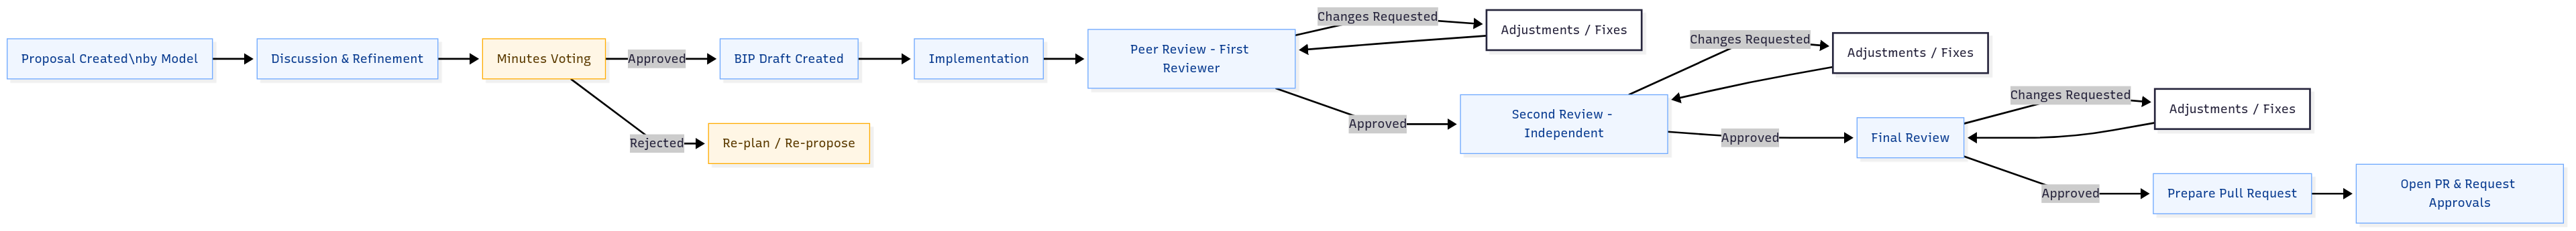 Proposal Created\nby Model
Discussion & Refinement
Minutes Voting
Approved
BIP Draft Created
Implementation
Rejected
Re-plan / Re-propose
Peer Review - First
Reviewer
Changes Requested
Adjustments / Fixes
Approved
Second Review -
Independent
Changes Requested
Adjustments / Fixes
Approved
Final Review
Changes Requested
Adjustments / Fixes
Approved
Prepare Pull Request
Open PR & Request
Approvals